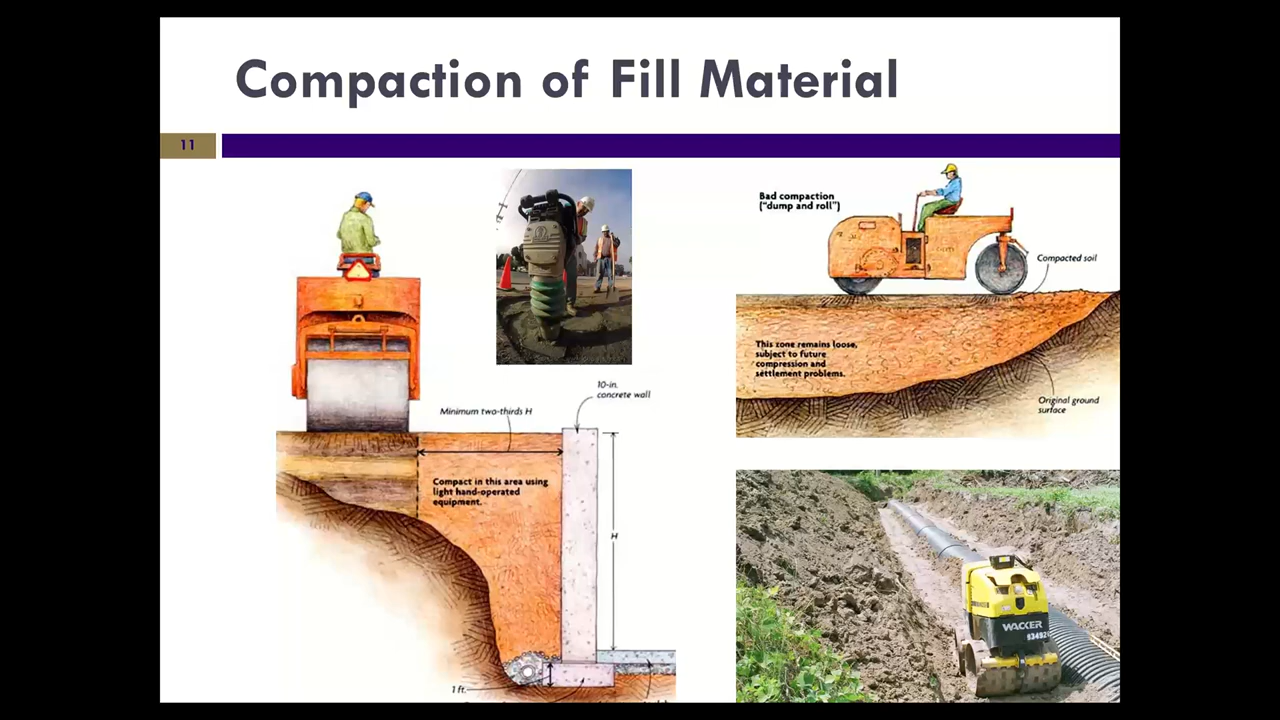 Compaction of Fill Material
11
Bad compaction
("dump and roll")
Compacted soil
This zone remains loose,
subject to future
compression and
settlement problems.
Original ground
surface
10-in.
concrete wall
Minimum two-thirds H
Compact in this area using
light hand-operated
equipment.
H
1 ft.
WACKER
93492